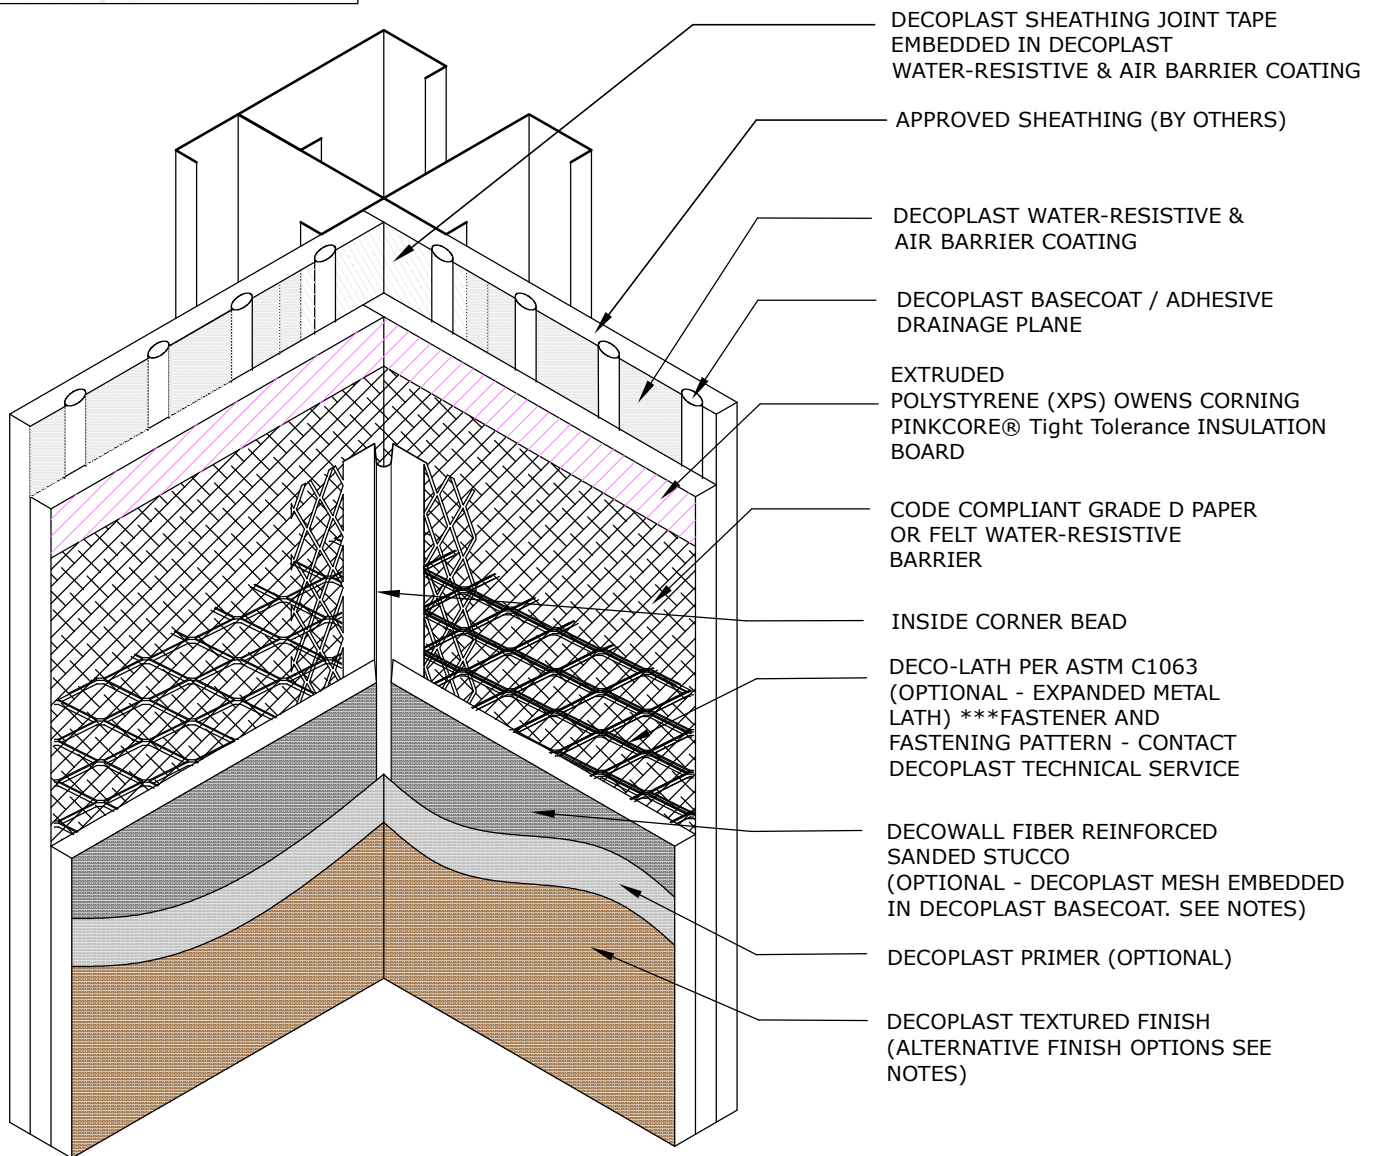 DECOPLAST SHEATHING JOINT TAPE
EMBEDDED IN DECOPLAST
WATER-RESISTIVE & AIR BARRIER COATING
APPROVED SHEATHING (BY OTHERS)
DECOPLAST WATER-RESISTIVE &
AIR BARRIER COATING
DECOPLAST BASECOAT / ADHESIVE
DRAINAGE PLANE
EXTRUDED
POLYSTYRENE (XPS) OWENS CORNING
PINKCORE® Tight Tolerance INSULATION
BOARD
CODE COMPLIANT GRADE D PAPER
OR FELT WATER-RESISTIVE
BARRIER
INSIDE CORNER BEAD
DECO-LATH PER ASTM C1063
(OPTIONAL - EXPANDED METAL
LATH) ***FASTENER AND
FASTENING PATTERN - CONTACT
DECOPLAST TECHNICAL SERVICE
DECOWALL FIBER REINFORCED
SANDED STUCCO
(OPTIONAL - DECOPLAST MESH EMBEDDED
IN DECOPLAST BASECOAT. SEE NOTES)
DECOPLAST PRIMER (OPTIONAL)
DECOPLAST TEXTURED FINISH
(ALTERNATIVE FINISH OPTIONS SEE
NOTES)